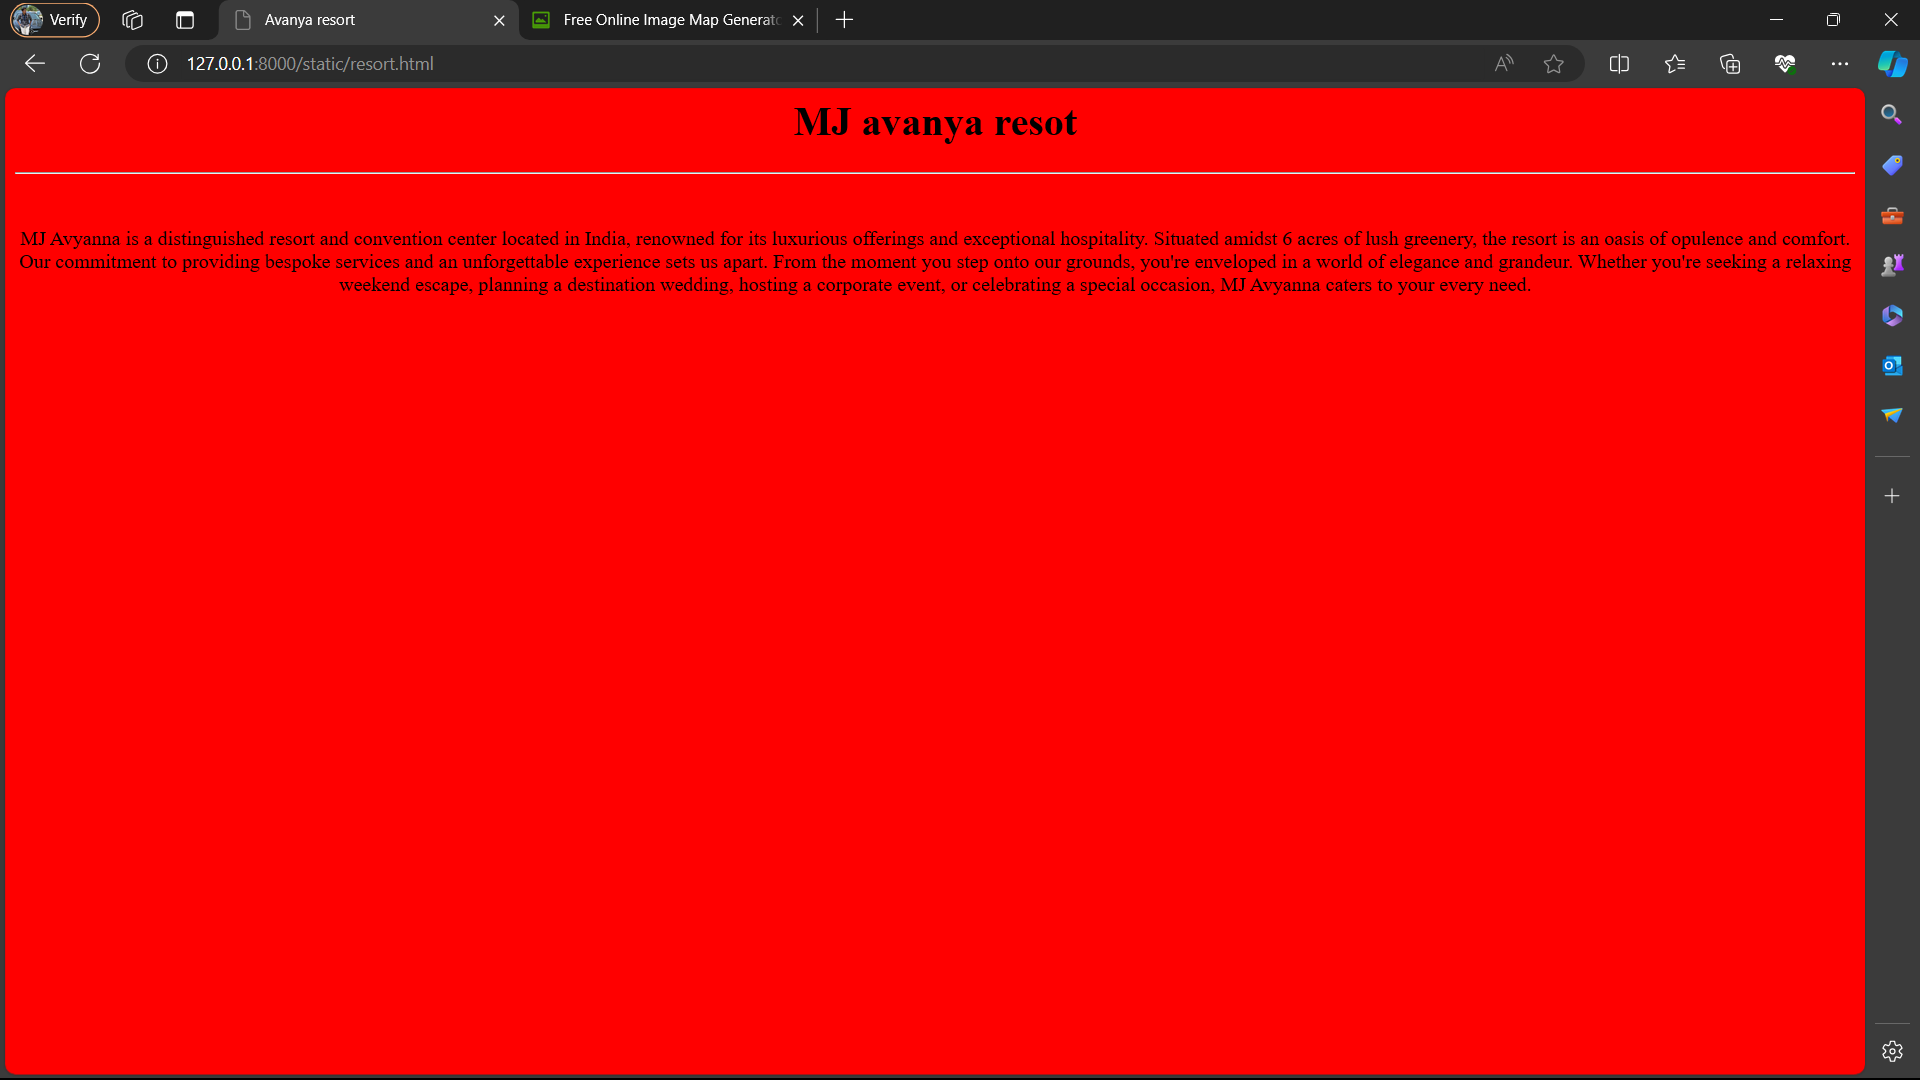 Verify
Avanya resort
Free Online Image Map Generato
127.0.0.1:8000/static/resort.html
MJ avanya resot
MJ Avyanna is a distinguished resort and convention center located in India, renowned for its luxurious offerings and exceptional hospitality. Situated amidst 6 acres of lush greenery, the resort is an oasis of opulence and comfort.
Our commitment to providing bespoke services and an unforgettable experience sets us apart. From the moment you step onto our grounds, you're enveloped in a world of elegance and grandeur. Whether you're seeking a relaxing
weekend escape, planning a destination wedding, hosting a corporate event, or celebrating a special occasion, MJ Avyanna caters to your every need.